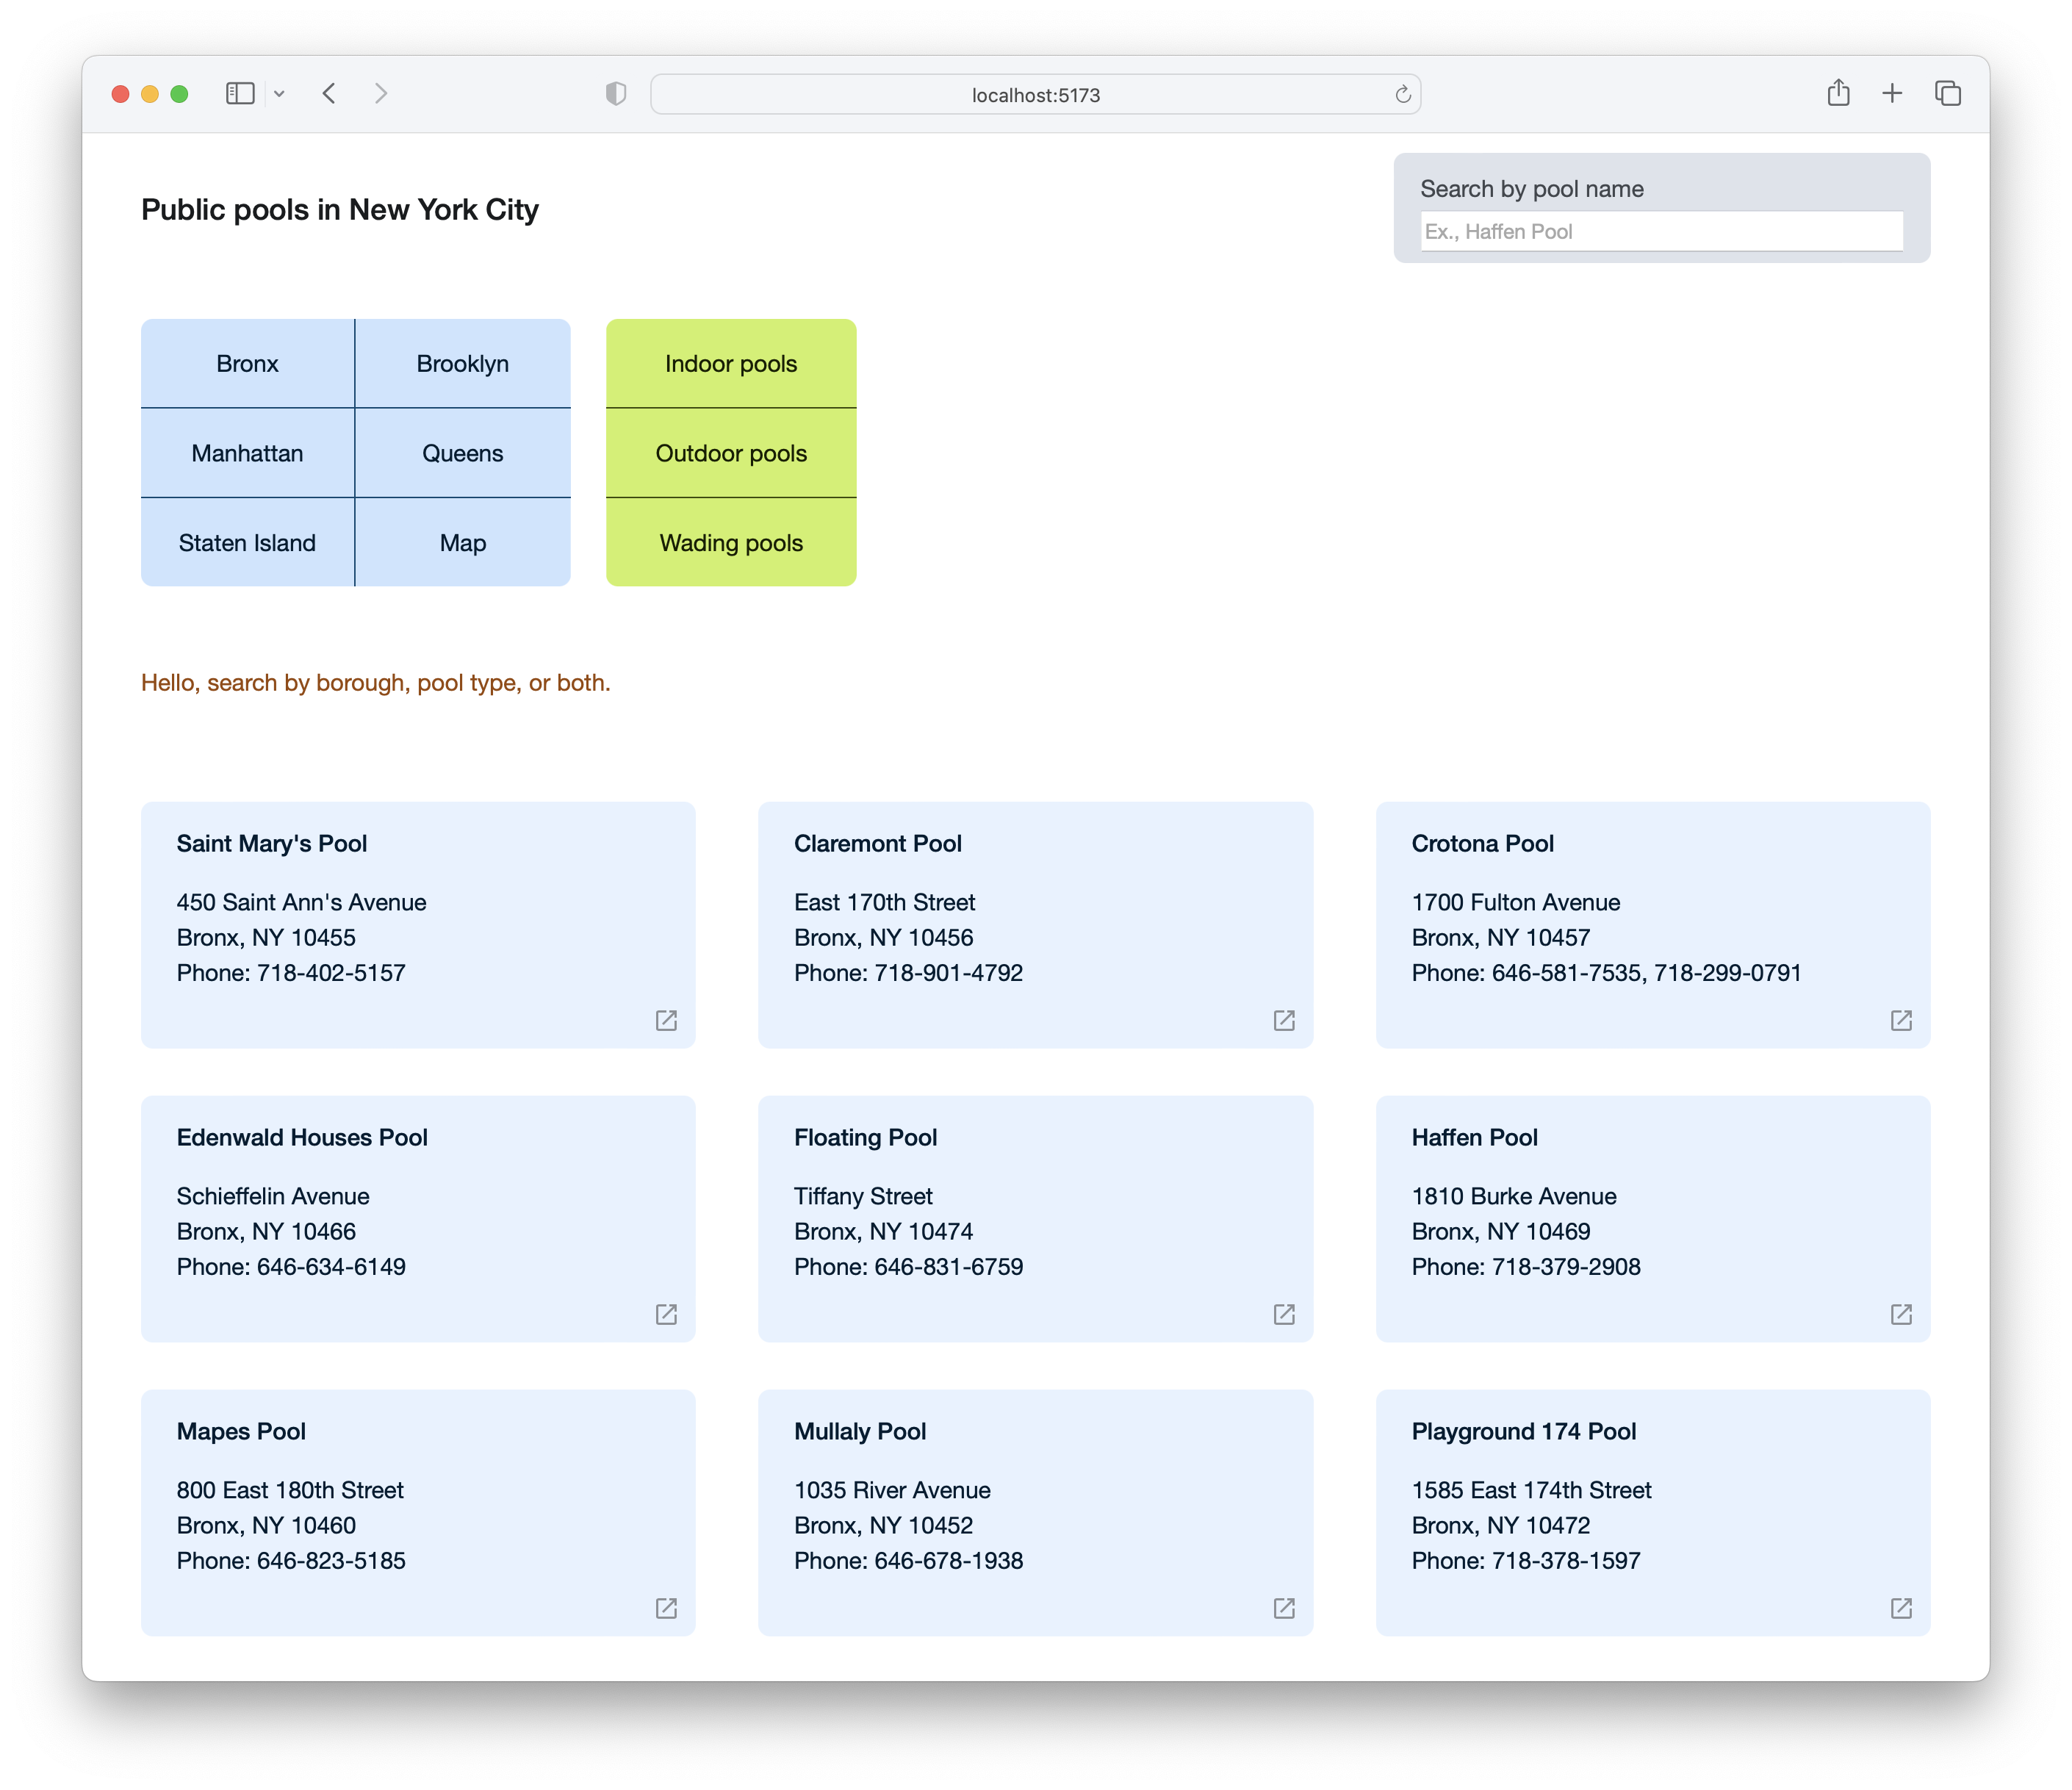 localhost:5173
Public pools in New York City
Search by pool name
Ex., Haffen Pool
Bronx
Brooklyn
Manhattan
Queens
Staten Island
Map
Indoor pools
Outdoor pools
Wading pools
Hello, search by borough, pool type, or both.
Saint Mary's Pool
450 Saint Ann's Avenue
Bronx, NY 10455
Phone: 718-402-5157
Claremont Pool
East 170th Street
Bronx, NY 10456
Phone: 718-901-4792
Crotona Pool
1700 Fulton Avenue
Bronx, NY 10457
Phone: 646-581-7535, 718-299-0791
Edenwald Houses Pool
Schieffelin Avenue
Bronx, NY 10466
Phone: 646-634-6149
Floating Pool
Tiffany Street
Bronx, NY 10474
Phone: 646-831-6759
Haffen Pool
1810 Burke Avenue
Bronx, NY 10469
Phone: 718-379-2908
Mapes Pool
800 East 180th Street
Bronx, NY 10460
Phone: 646-823-5185
Mullaly Pool
1035 River Avenue
Bronx, NY 10452
Phone: 646-678-1938
Playground 174 Pool
1585 East 174th Street
Bronx, NY 10472
Phone: 718-378-1597